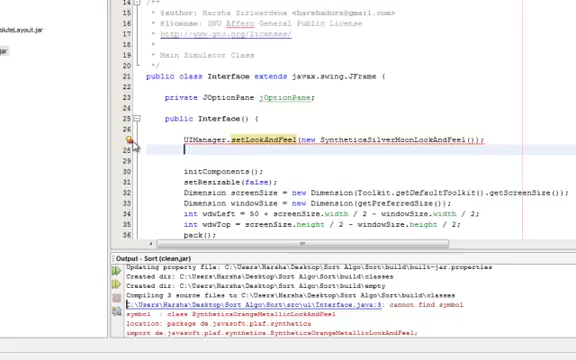 oluteLayout.jar
jar
14 /**
15 * @author: Harsha Siriwardena <harshadora@gmail.com>
16 * @license: GNU Affero General Public License
17 * http://www.gnu.org/licenses/
18 *
19 * Main Simulator Class
20 */
21 public class Interface extends javax.swing.JFrame {
22
23 private JOptionPane jOptionPane;
24
25 public Interface() {
26
UIManager.setLookAndFeel(new SyntheticaSilverMoonLookAndFeel());
28
30 initComponents();
31 setResizable(false);
32 Dimension screenSize = new Dimension(Toolkit.getDefaultToolkit().getScreenSize());
33 Dimension windowSize = new Dimension(getPreferredSize());
34 int wdwLeft = 50 + screenSize.width / 2 - windowSize.width / 2;
34 int wdwTop = screenSize.height / 2 - windowSize.height / 2;
36 pack();
Output - Sort (clean,jar)
Updating property file: C:\Users\Harsha\Desktop\Sort Algo\Sort\build\built-jar.properties
Created dir: C:\Users\Harsha\Desktop\Sort Algo\Sort\build\classes
Created dir: C:\Users\Harsha\Desktop\Sort Algo\Sort\build\empty
Compiling 3 source files to C:\Users\Harsha\Desktop\Sort Algo\Sort\build\classes
C:\Users\Harsha\Desktop\Sort Algo\Sort\src\ui\Interface.java:3: cannot find symbol
symbol : class SyntheticaOrangeMetallicLookAndFeel
location: package de.javasoft.plaf.synthetica
import de.javasoft.plaf.synthetica.SyntheticaOrangeMetallicLookAndFeel;